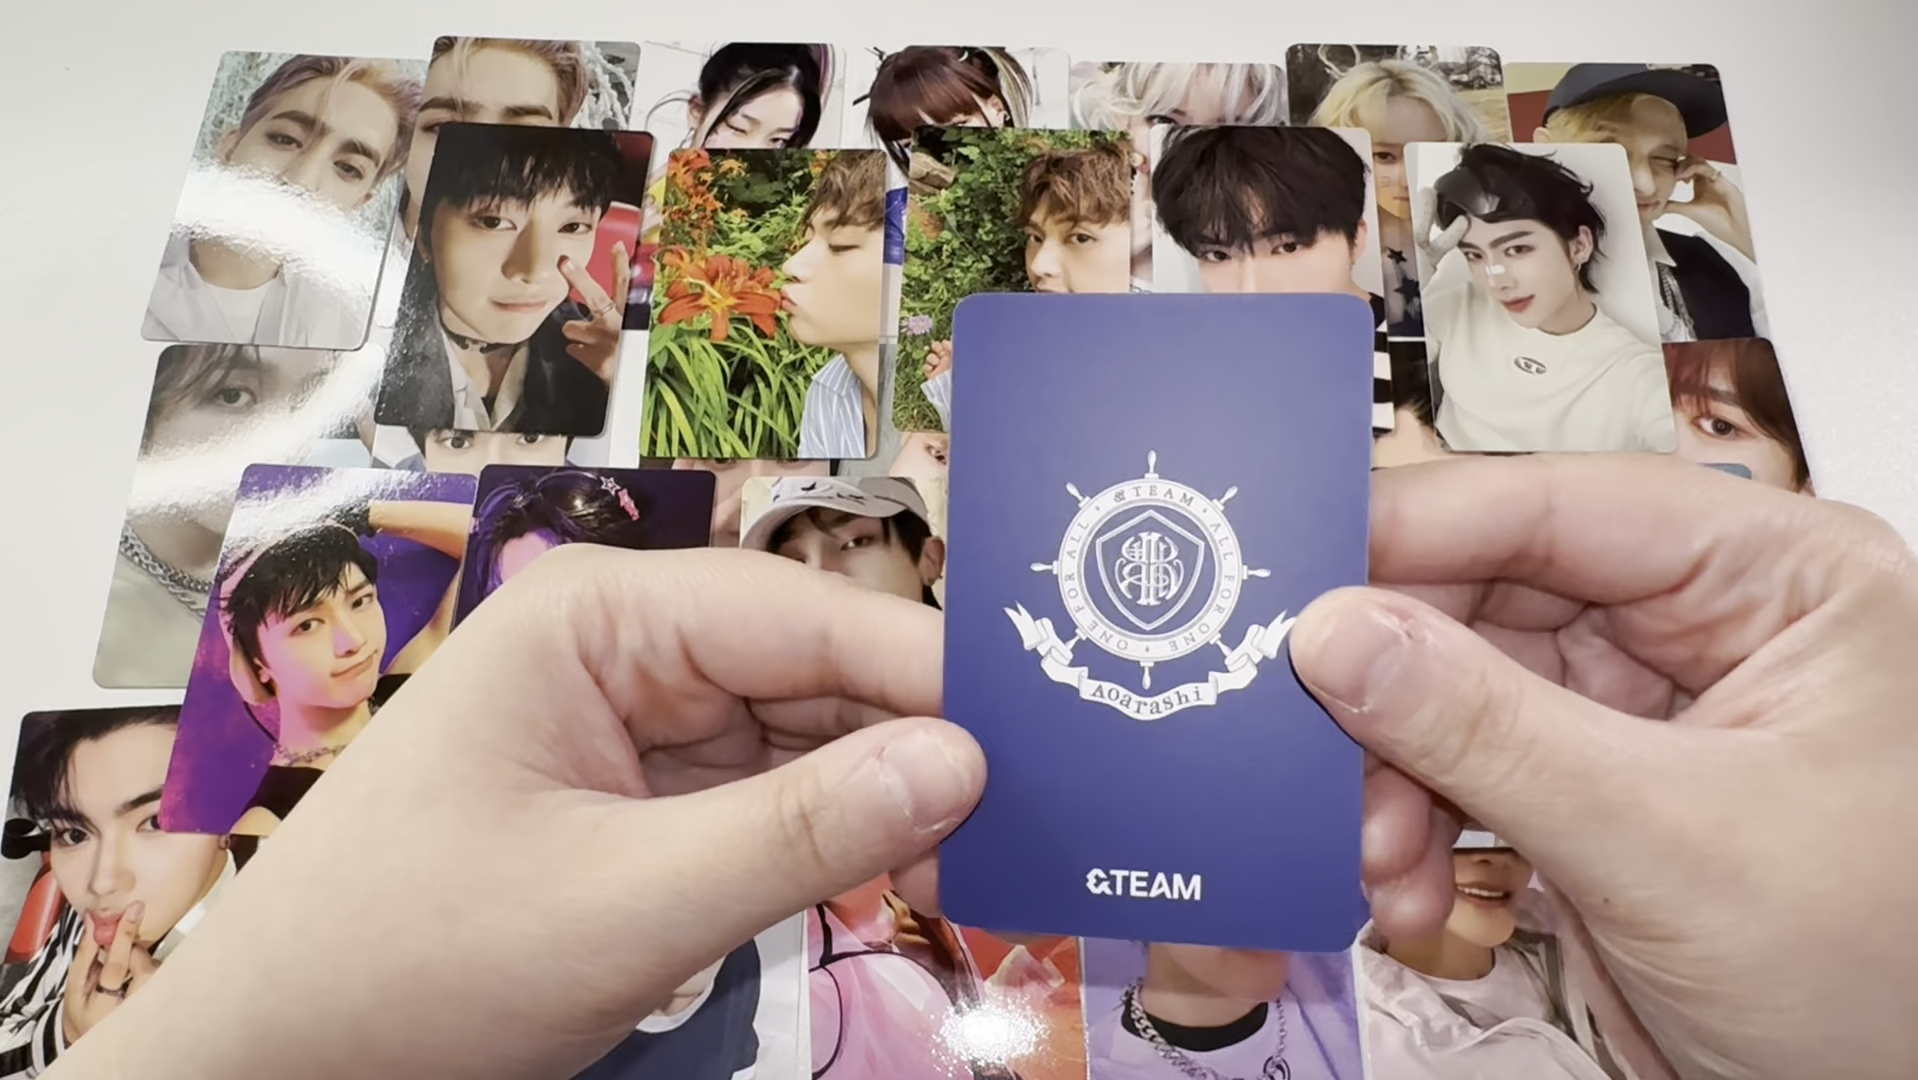 &TEAM • ALL FOR ONE • ONE FOR ALL •
Aoarashi
&TEAM